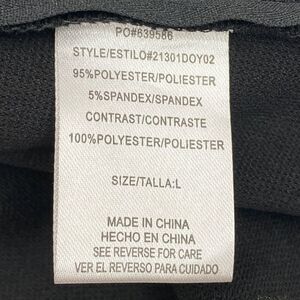 PO#639586
STYLE/ESTILO#21301DOY02
95%POLYESTER/POLIESTER
5%SPANDEX/SPANDEX
CONTRAST/CONTRASTE
100%POLYESTER/POLIESTER
SIZE/TALLA:L
MADE IN CHINA
HECHO EN CHINA
SEE REVERSE FOR CARE
VER EL REVERSO PARA CUIDADO